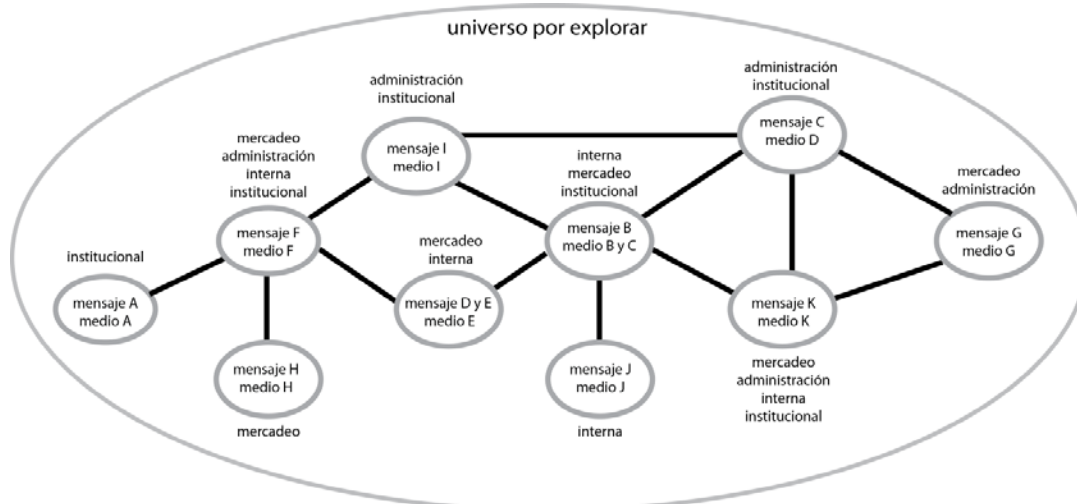 universo por explorar
administración
institucional
mensaje I
medio I
administración
institucional
mensaje C
medio D
mercadeo
administración
interna
institucional
mensaje F
medio F
interna
mercadeo
institucional
mensaje B
medio B y C
mercadeo
administración
mensaje G
medio G
institucional
mensaje A
medio A
mercadeo
interna
mensaje D y E
medio E
mensaje K
medio K
mercadeo
administración
interna
institucional
mensaje H
medio H
mercadeo
mensaje J
medio J
interna